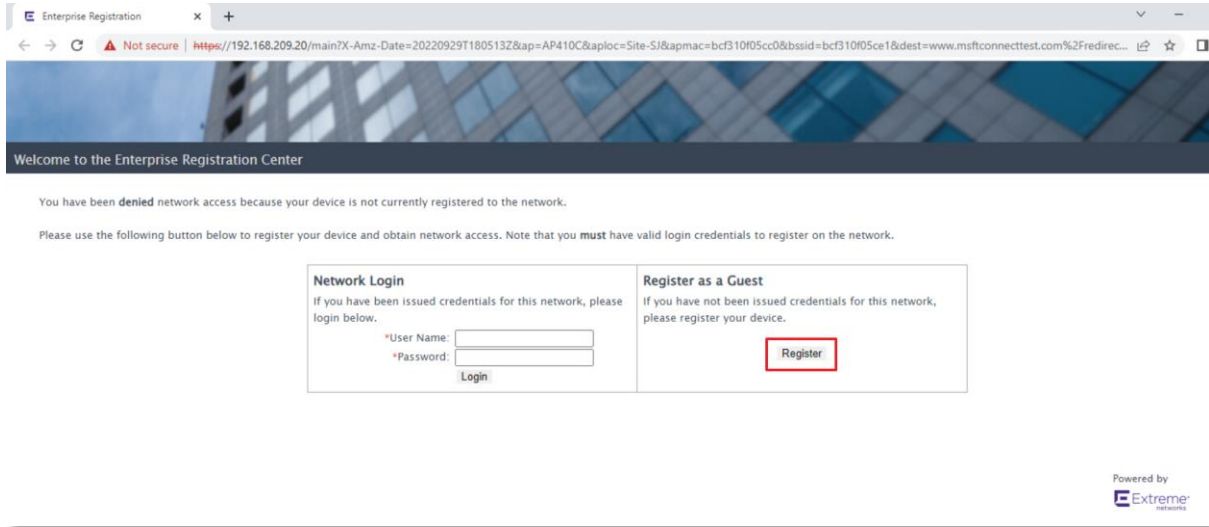 Enterprise Registration
Not secure | https://192.168.209.20/main?X-Amz-Date=20220929T180513Z&ap=AP410C&aploc=Site-SJ&apmac=bcf310f05cc0&bssid=bcf310f05ce1&dest=www.msftconnecttest.com%2Fredirec...
Welcome to the Enterprise Registration Center
You have been denied network access because your device is not currently registered to the network.
Please use the following button below to register your device and obtain network access. Note that you must have valid login credentials to register on the network.
Network Login
If you have been issued credentials for this network, please
login below.
*User Name:
*Password:
Login
Register as a Guest
If you have not been issued credentials for this network,
please register your device.
Register
Powered by
Extreme
networks